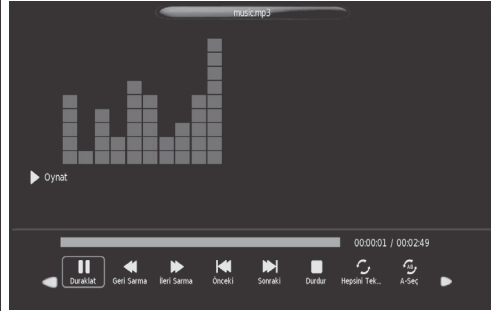 music.mp3
Oynat
00:00:01 / 00:02:49
Duraklat Geri Sarma İleri Sarma Önceki Sonraki Durdur Hepsini Tek... A-Seç